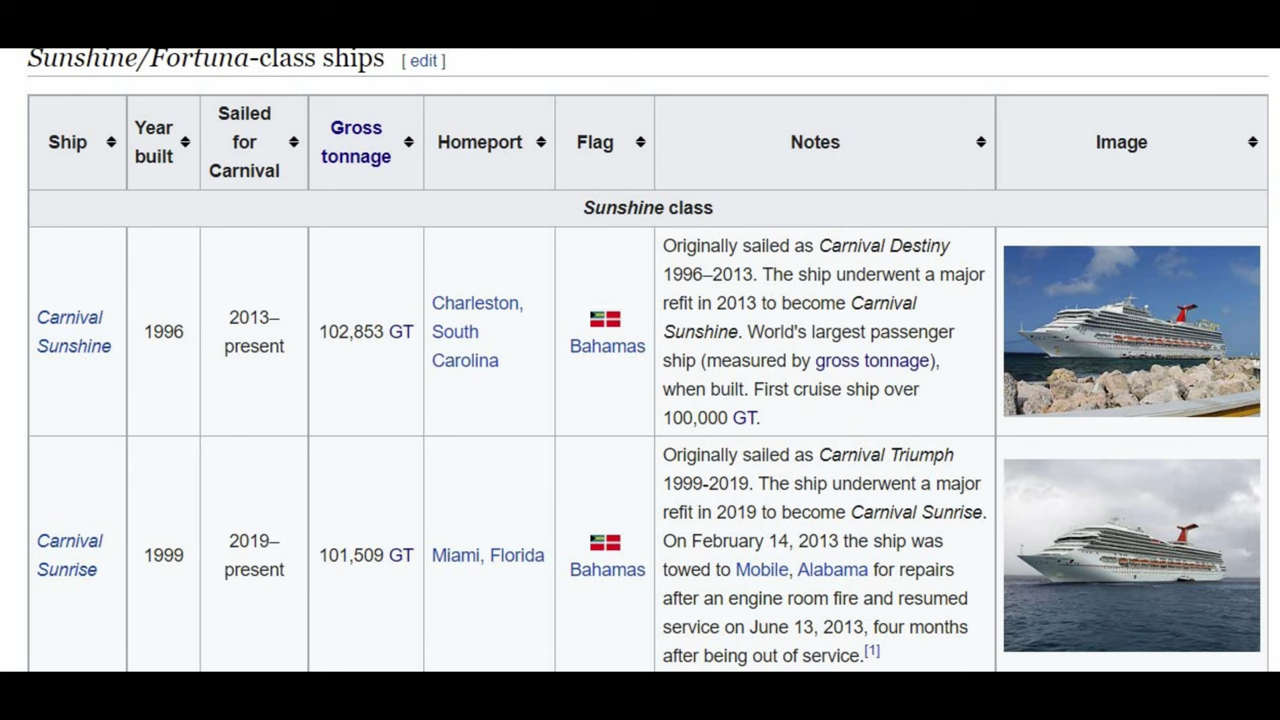 Sunshine/Fortuna-class ships [ edit ]
Ship
Year
built
Sailed
for
Carnival
Gross
tonnage
Homeport
Flag
Notes
Image
Sunshine class
Carnival
Sunshine
1996
2013–
present
102,853 GT
Charleston,
South
Carolina
Bahamas
Originally sailed as Carnival Destiny
1996–2013. The ship underwent a major
refit in 2013 to become Carnival
Sunshine. World's largest passenger
ship (measured by gross tonnage),
when built. First cruise ship over
100,000 GT.
Carnival
Sunrise
1999
2019–
present
101,509 GT
Miami, Florida
Bahamas
Originally sailed as Carnival Triumph
1999-2019. The ship underwent a major
refit in 2019 to become Carnival Sunrise.
On February 14, 2013 the ship was
towed to Mobile, Alabama for repairs
after an engine room fire and resumed
service on June 13, 2013, four months
after being out of service.[1]